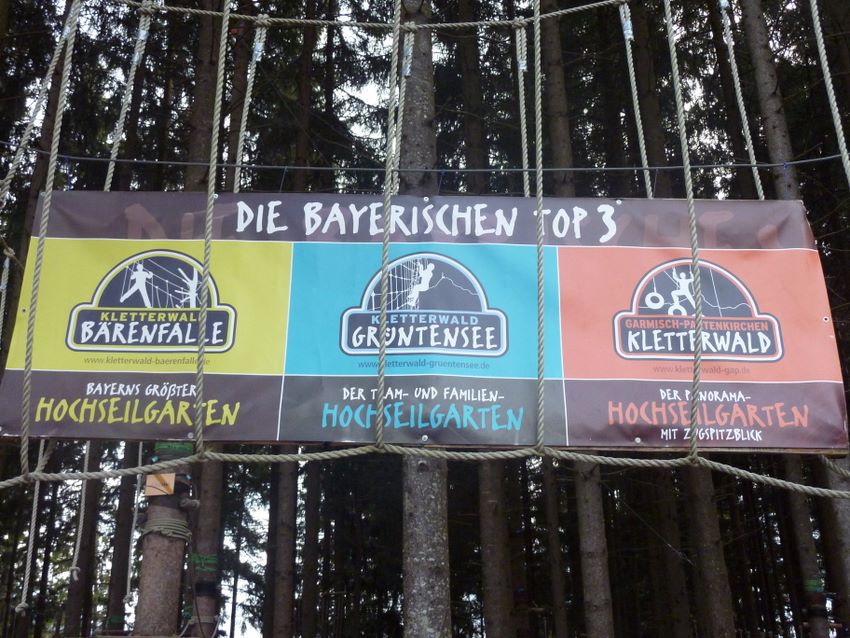 DIE BAYERISCHEN TOP 3
KLETTERWALD
BÄRENFALLE
www.kletterwald-baerenfalle.de
BAYERNS GRÖẞTER
HOCHSEILGARTEN
KLETTERWALD
GRÜNTENSEE
www.kletterwald-gruentensee.de
DER TEAM- UND FAMILIEN-
HOCHSEILGARTEN
GARMISCH-PARTENKIRCHEN
KLETTERWALD
www.kletterwald-gap.de
DER PANORAMA-
HOCHSEILGARTEN
MIT ZUGSPITZBLICK